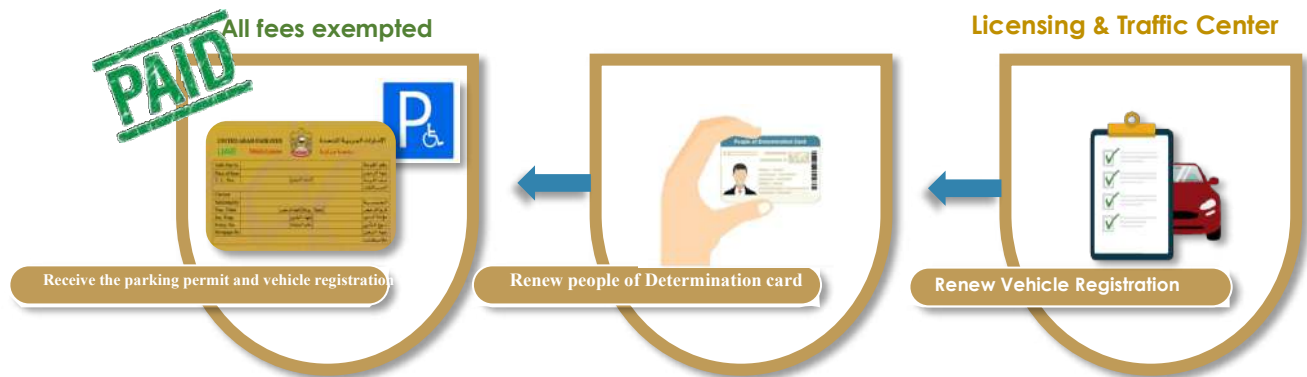 All fees exempted
Licensing & Traffic Center
PAID
P
UNITED ARAB EMIRATES
الإمارات العربية المتحدة
People of Determination Card
Receive the parking permit and vehicle registration
Renew people of Determination card
Renew Vehicle Registration